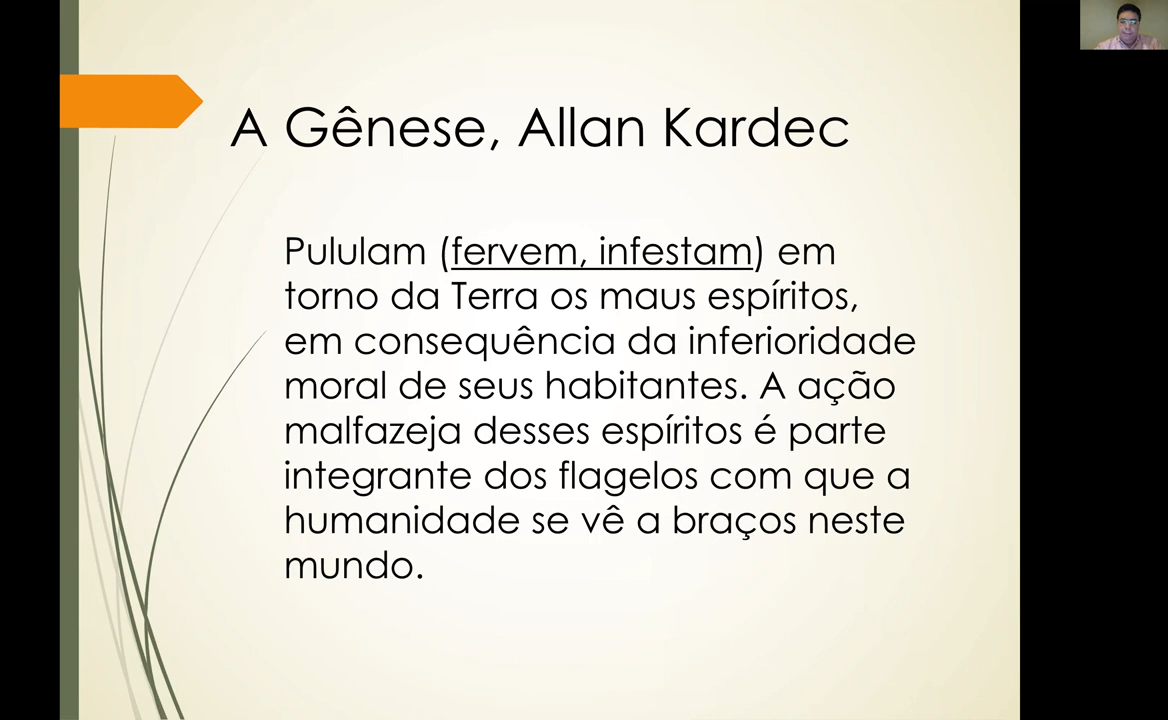 A Gênese, Allan Kardec
Pululam (fervem, infestam) em
torno da Terra os maus espíritos,
em consequência da inferioridade
moral de seus habitantes. A ação
malfazeja desses espíritos é parte
integrante dos flagelos com que a
humanidade se vê a braços neste
mundo.